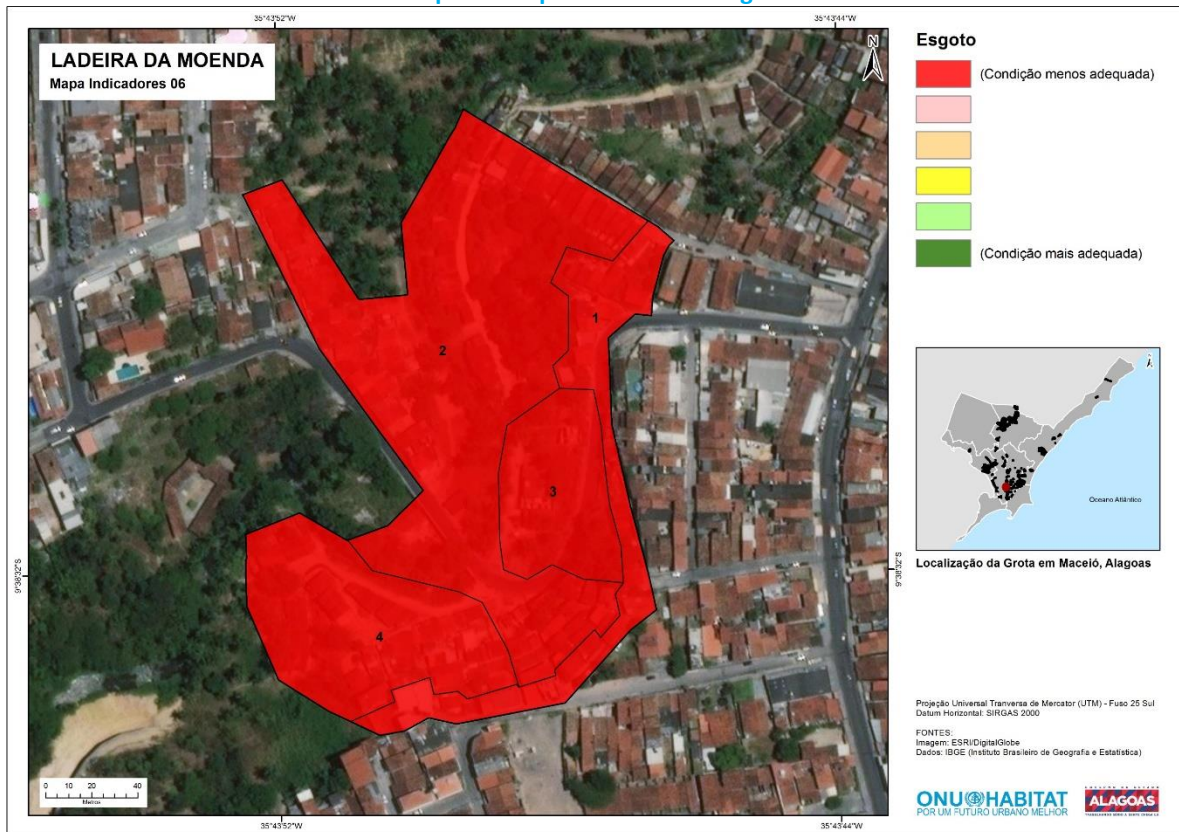 35°43'52"W
35°43'44"W
LADEIRA DA MOENDA
Mapa Indicadores 06
N
1
2
3
4
9°38'32"S
9°38'32"S
0 10 20 40
Metros
35°43'52"W
35°43'44"W
Esgoto
(Condição menos adequada)
(Condição mais adequada)
Oceano Atlântico
Localização da Grota em Maceió, Alagoas
Projeção Universal Tranversa de Mercator (UTM) - Fuso 25 Sul
Datum Horizontal: SIRGAS 2000
FONTES:
Imagem: ESRI/DigitalGlobe
Dados: IBGE (Instituto Brasileiro de Geografia e Estatística)
ONU HABITAT
POR UM FUTURO URBANO MELHOR
ALAGOAS